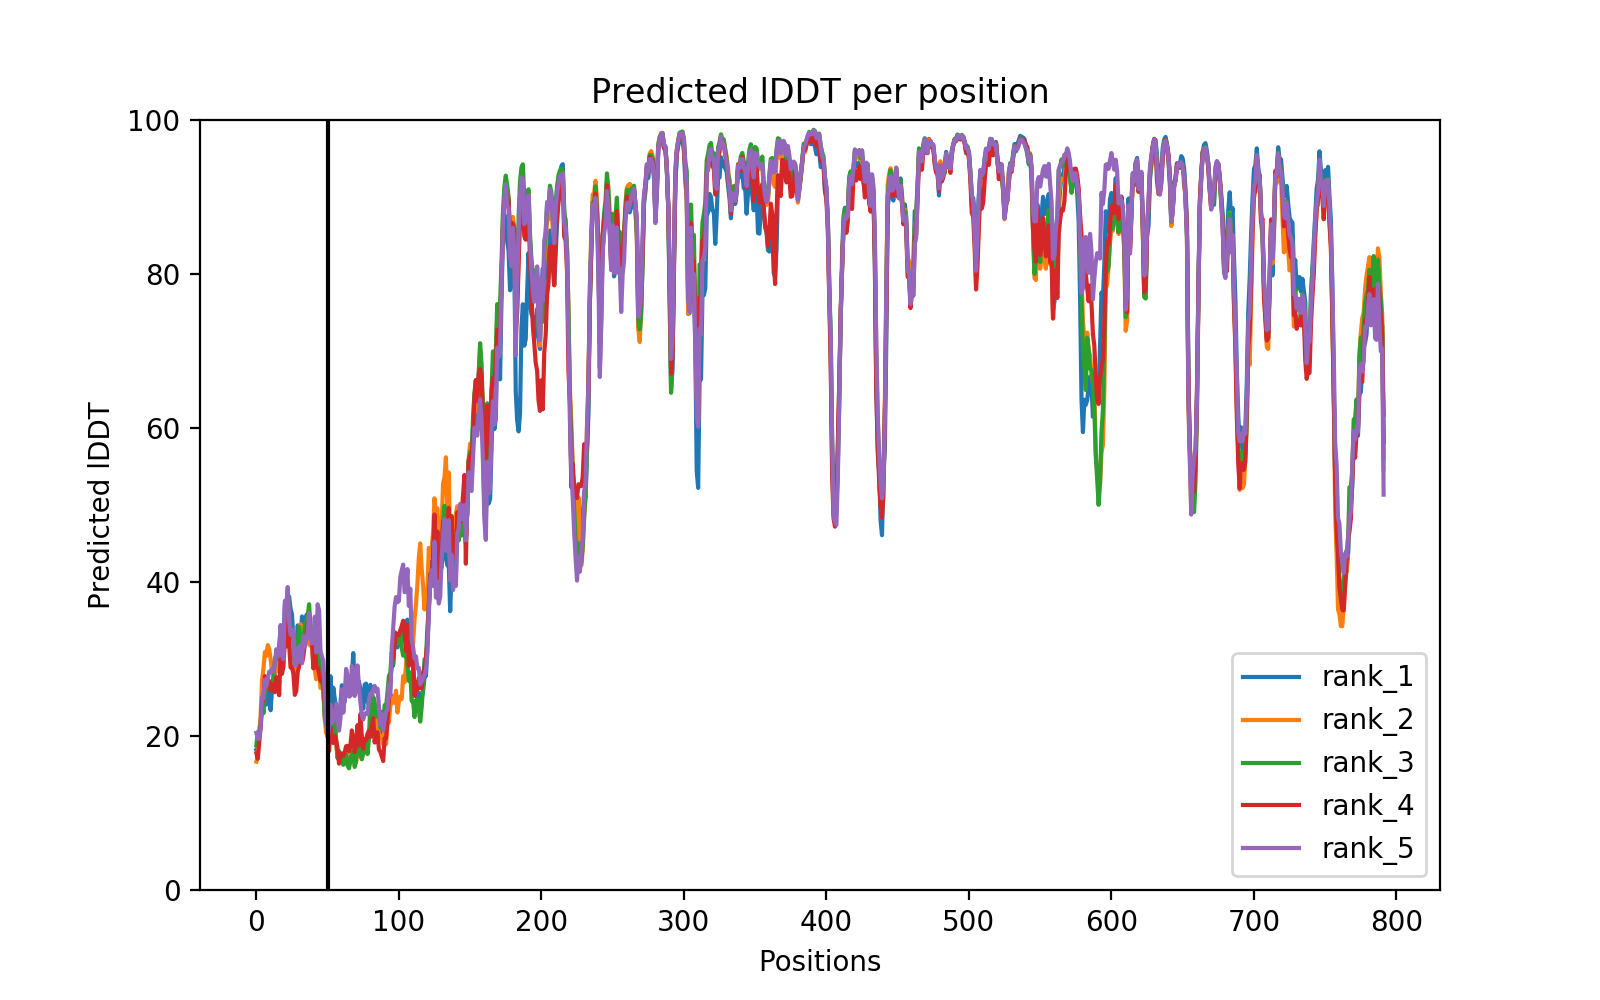 Predicted lDDT per position
Predicted lDDT
100
80
60
40
20
0
0 100 200 300 400 500 600 700 800
Positions
rank_1
rank_2
rank_3
rank_4
rank_5